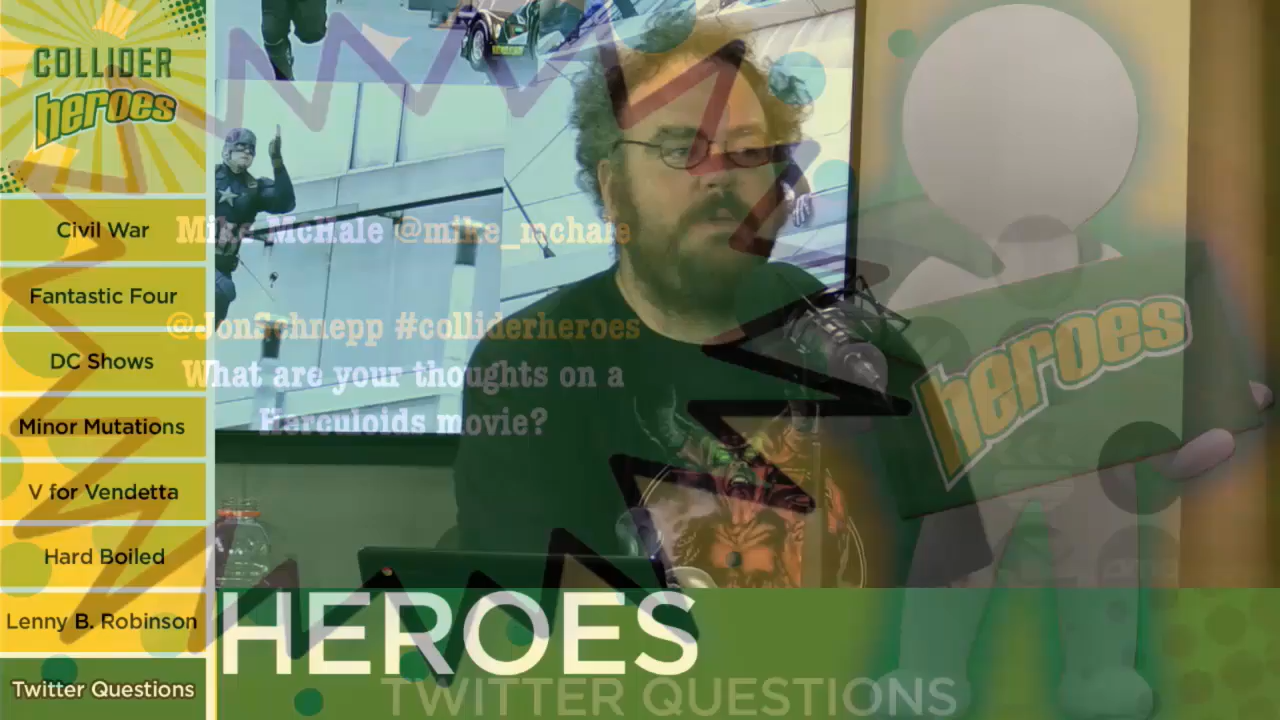 COLLIDER
heroes
Civil War
Fantastic Four
DC Shows
Minor Mutations
V for Vendetta
Hard Boiled
Lenny B. Robinson
Twitter Questions
Mike McHale @mike_mchale
@JonSchnepp #colliderheroes
What are your thoughts on a
Herculoids movie?
heroes
HEROES
TWITTER QUESTIONS